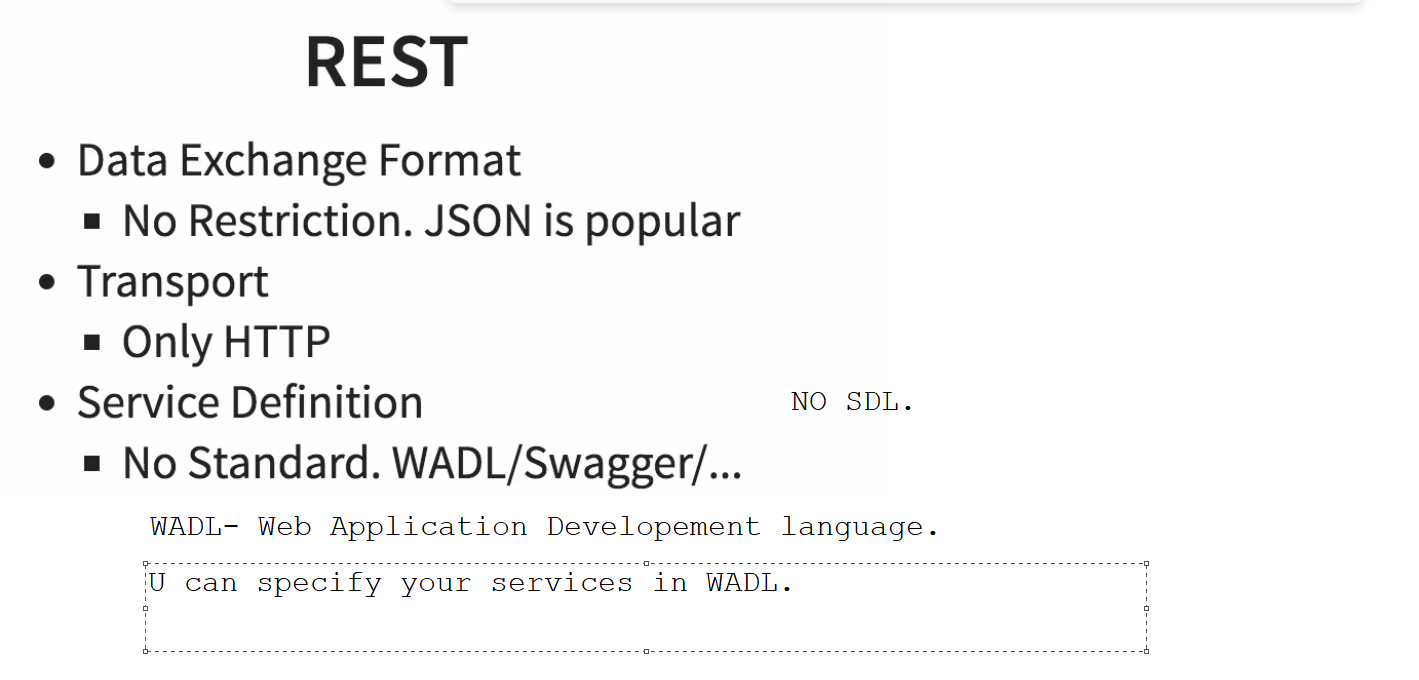 REST
• Data Exchange Format
▪ No Restriction. JSON is popular
• Transport
▪ Only HTTP
• Service Definition
NO SDL.
▪ No Standard. WADL/Swagger/...
WADL- Web Application Developement language.
U can specify your services in WADL.